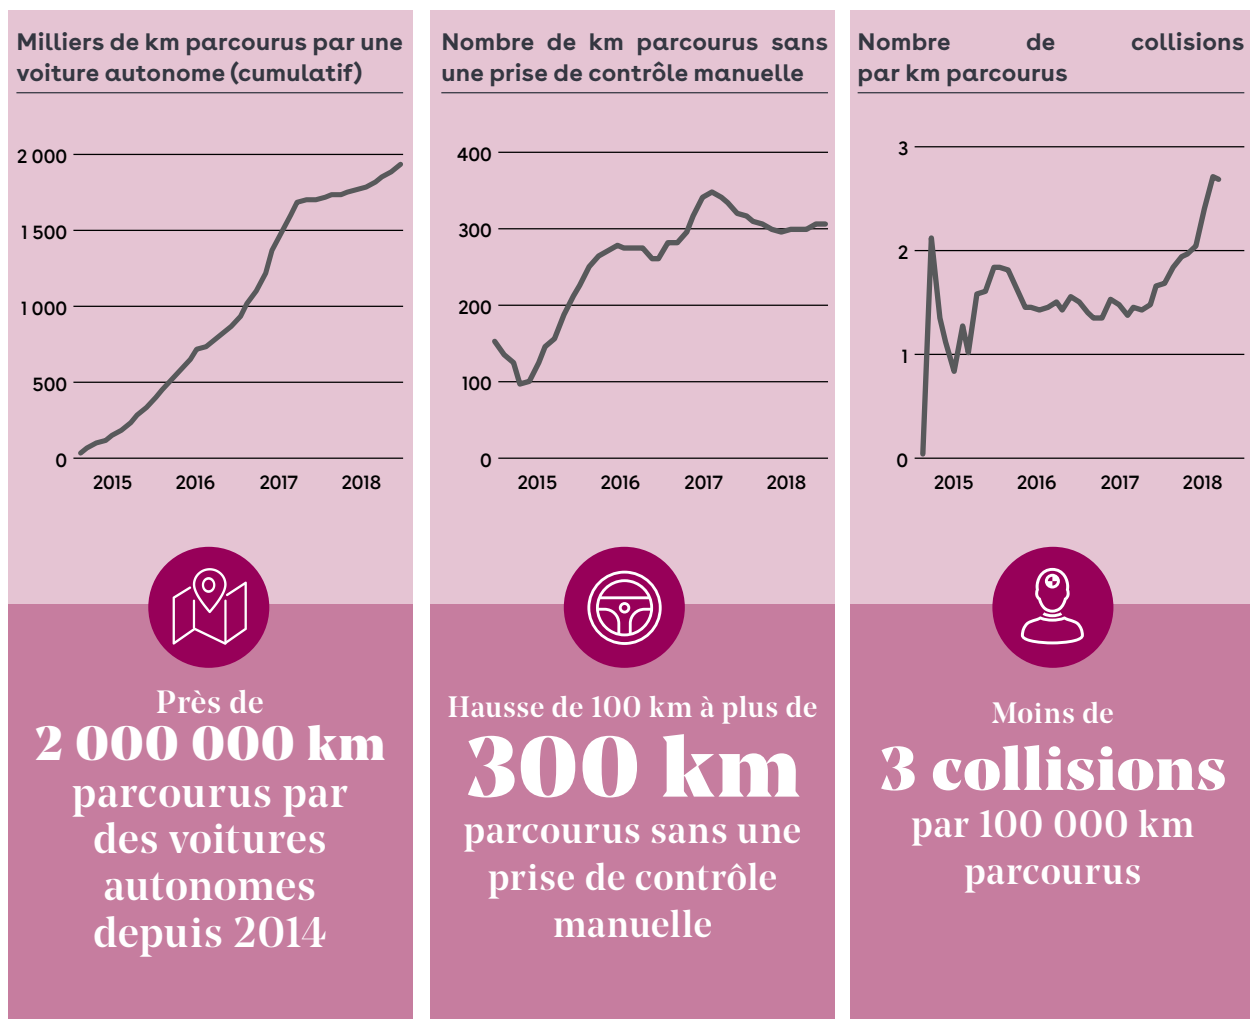 Milliers de km parcourus par une
voiture autonome (cumulatif)
2 000
1 500
1 000
500
0
2015 2016 2017 2018
Près de
2 000 000 km
parcourus par
des voitures
autonomes
depuis 2014
Nombre de km parcourus sans
une prise de contrôle manuelle
400
300
200
100
0
2015 2016 2017 2018
Hausse de 100 km à plus de
300 km
parcourus sans une
prise de contrôle
manuelle
Nombre de collisions
par km parcourus
3
2
1
0
2015 2016 2017 2018
Moins de
3 collisions
par 100 000 km
parcourus